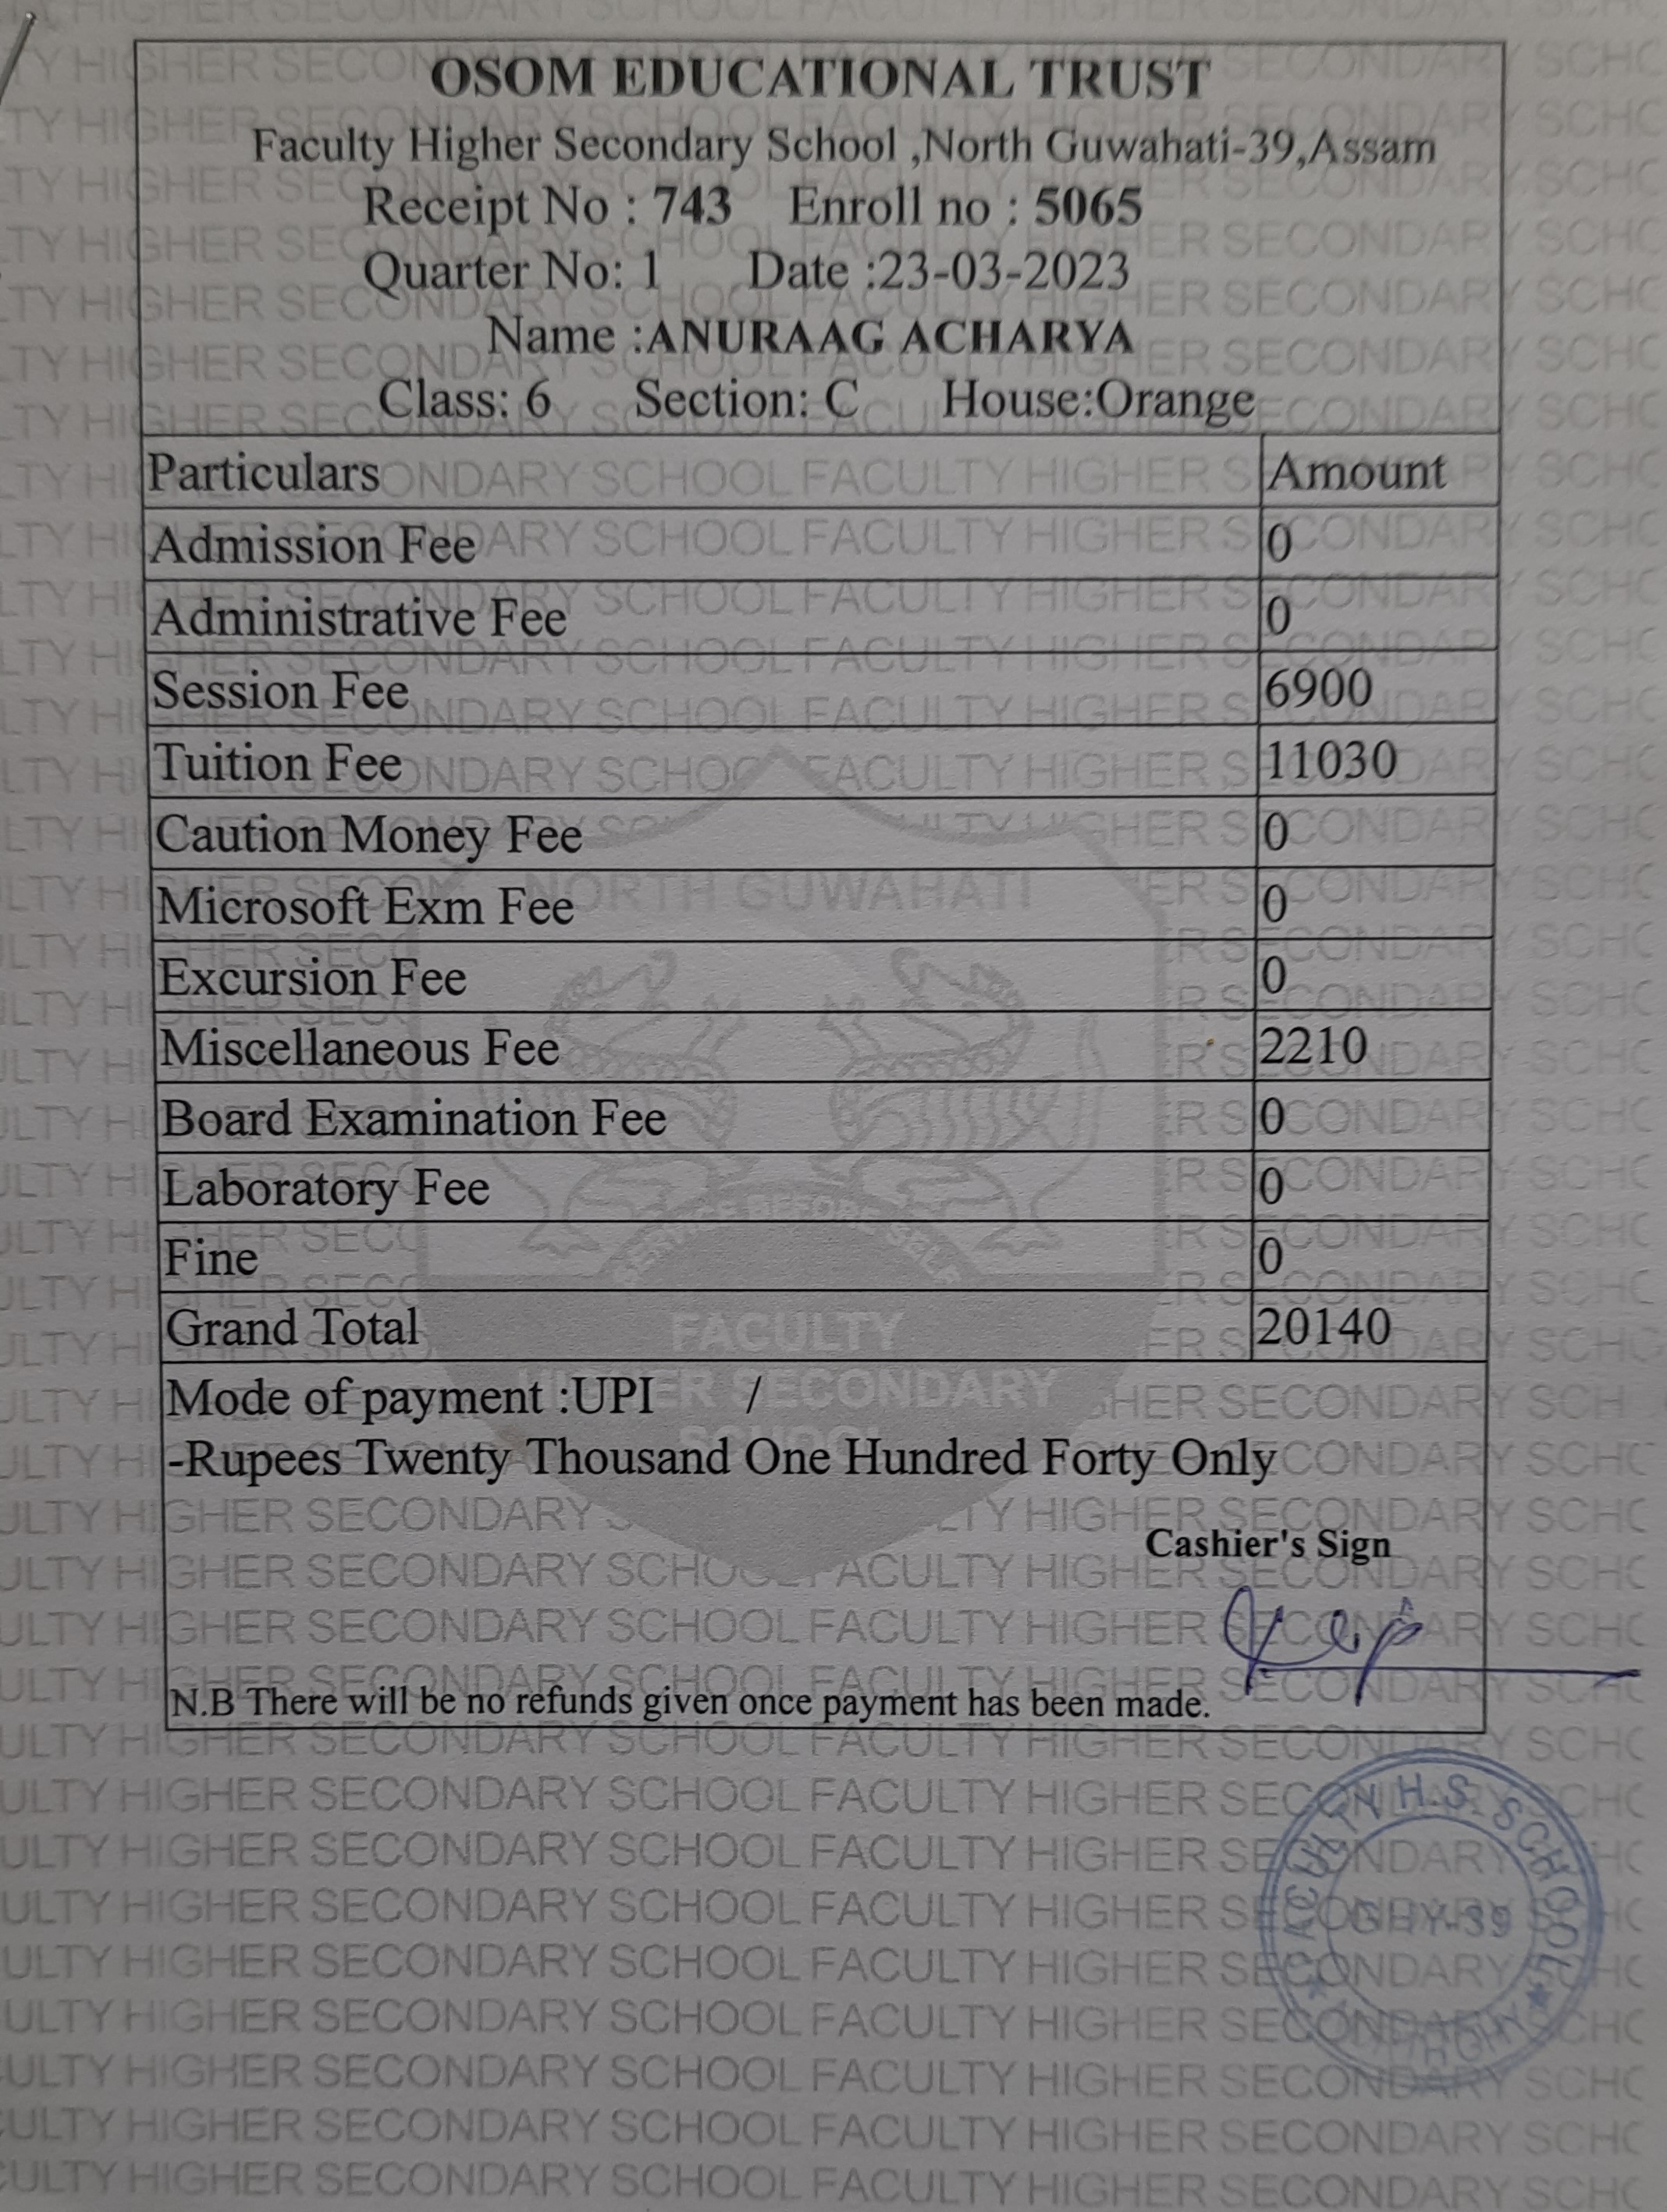 OSOM EDUCATIONAL TRUST
Faculty Higher Secondary School ,North Guwahati-39,Assam
Receipt No : 743 Enroll no : 5065
Quarter No: 1 Date :23-03-2023
Name :ANURAAG ACHARYA
Class: 6 Section: C House:Orange
Particulars Amount
Admission Fee 0
Administrative Fee 0
Session Fee 6900
Tuition Fee 11030
Caution Money Fee 0
Microsoft Exm Fee 0
Excursion Fee 0
Miscellaneous Fee 2210
Board Examination Fee 0
Laboratory Fee 0
Fine 0
Grand Total 20140
Mode of payment :UPI /
-Rupees Twenty Thousand One Hundred Forty Only
Cashier's Sign
N.B There will be no refunds given once payment has been made.
FACULTY H.S. SCHOOL
GHY-39
NORTH GUWAHATI
SERVICE BEFORE SELF
FACULTY
HIGHER SECONDARY
SCHOOL
FACULTY HIGHER SECONDARY SCHOOL